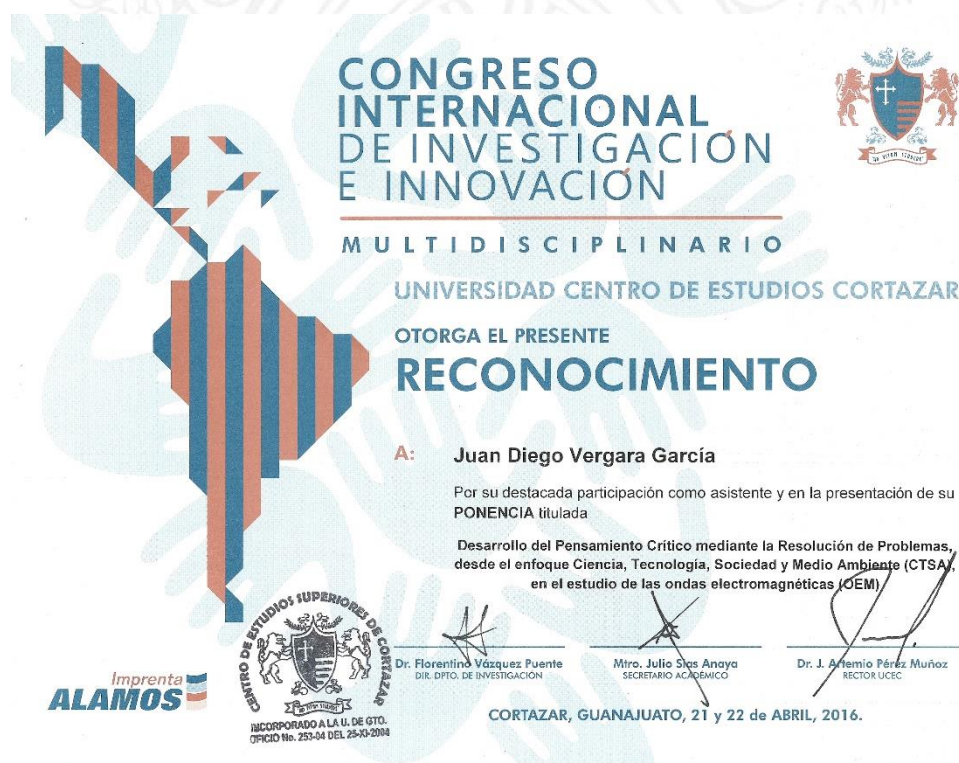 CONGRESO
INTERNACIONAL
DE INVESTIGACIÓN
E INNOVACIÓN
MULTIDISCIPLINARIO
UNIVERSIDAD CENTRO DE ESTUDIOS CORTAZAR
OTORGA EL PRESENTE
RECONOCIMIENTO
A: Juan Diego Vergara García
Por su destacada participación como asistente y en la presentación de su
PONENCIA titulada
Desarrollo del Pensamiento Crítico mediante la Resolución de Problemas,
desde el enfoque Ciencia, Tecnología, Sociedad y Medio Ambiente (CTSA),
en el estudio de las ondas electromagnéticas (OEM)
Dr. Florentino Vázquez Puente
DIR. DPTO. DE INVESTIGACIÓN
Mtro. Julio Sías Anaya
SECRETARIO ACADÉMICO
Dr. J. Artemio Pérez Muñoz
RECTOR UCEC
CENTRO DE ESTUDIOS SUPERIORES DE CORTAZAR
INCORPORADO A LA U. DE GTO.
OFICIO No. 253-04 DEL 25-XI-2004
Imprenta
ALAMOS
CORTAZAR, GUANAJUATO, 21 y 22 de ABRIL, 2016.